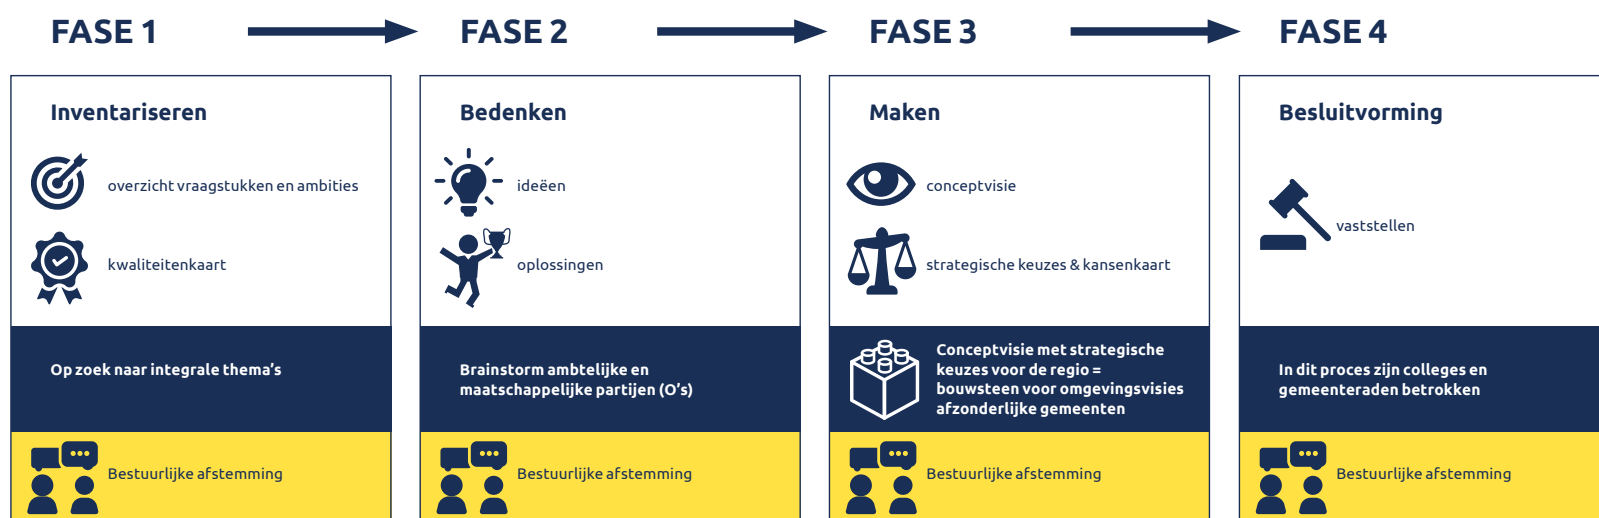 FASE 1
FASE 2
FASE 3
FASE 4
Inventariseren
overzicht vraagstukken en ambities
kwaliteitenkaart
Op zoek naar integrale thema's
Bestuurlijke afstemming
Bedenken
ideëen
oplossingen
Brainstorm ambtelijke en
maatschappelijke partijen (O's)
Bestuurlijke afstemming
Maken
conceptvisie
strategische keuzes & kansenkaart
Conceptvisie met strategische
keuzes voor de regio =
bouwsteen voor omgevingsvisies
afzonderlijke gemeenten
Bestuurlijke afstemming
Besluitvorming
vaststellen
In dit proces zijn colleges en
gemeenteraden betrokken
Bestuurlijke afstemming